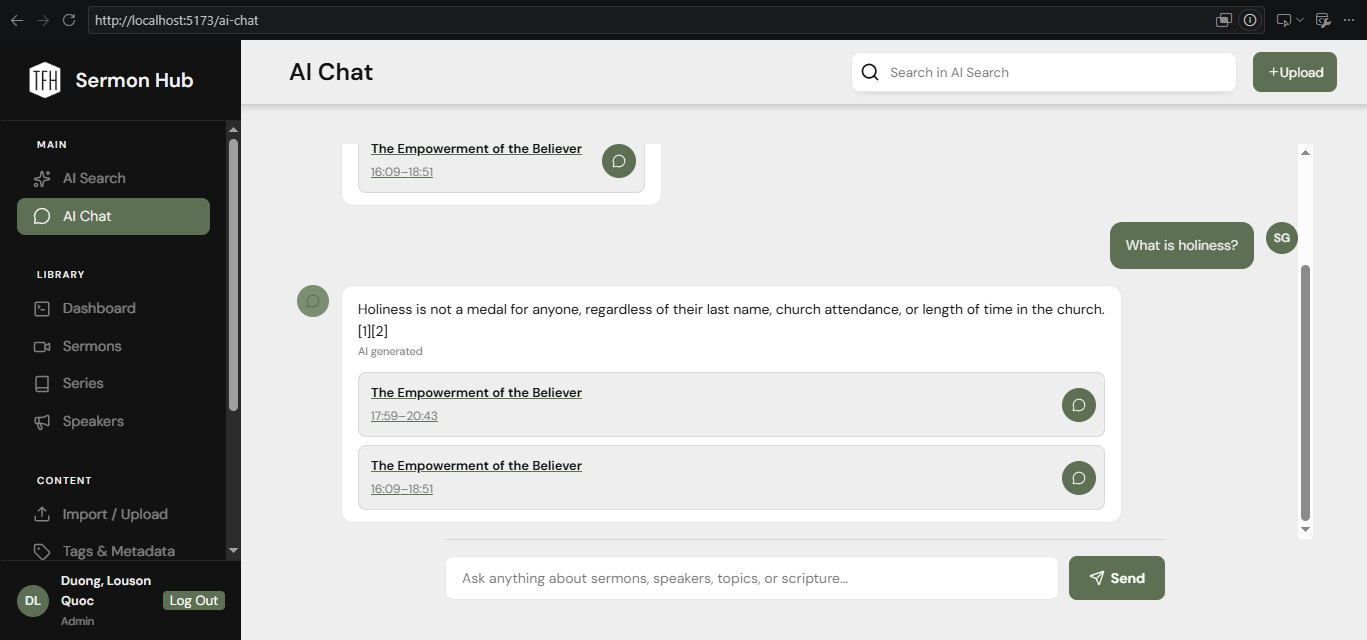 http://localhost:5173/ai-chat
TFH
Sermon Hub
MAIN
AI Search
AI Chat
LIBRARY
Dashboard
Sermons
Series
Speakers
CONTENT
Import / Upload
Tags & Metadata
DL
Duong, Louson
Quoc
Admin
Log Out
AI Chat
Search in AI Search
+Upload
The Empowerment of the Believer
16:09–18:51
What is holiness?
SG
Holiness is not a medal for anyone, regardless of their last name, church attendance, or length of time in the church.
[1][2]
AI generated
The Empowerment of the Believer
17:59–20:43
The Empowerment of the Believer
16:09–18:51
Ask anything about sermons, speakers, topics, or scripture...
Send